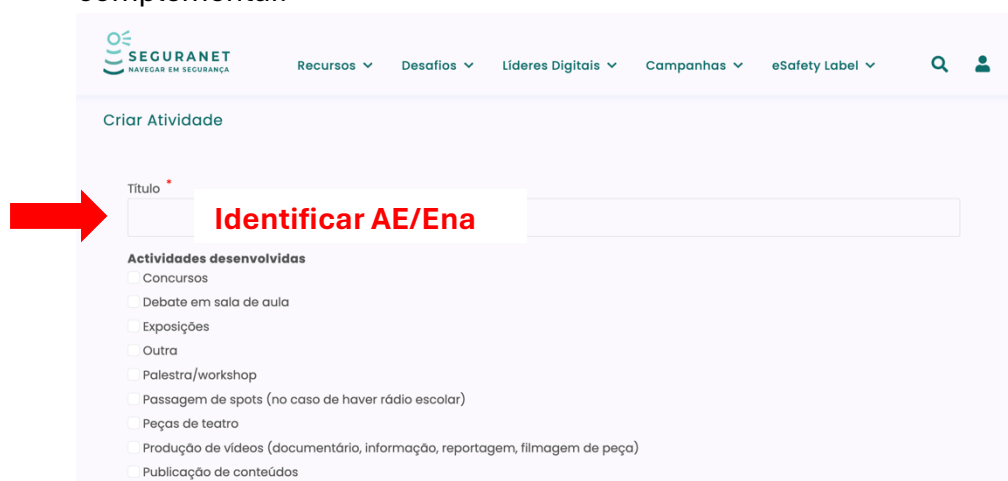 complementar.
SEGURANET
NAVEGAR EM SEGURANÇA
Recursos Desafios Líderes Digitais Campanhas eSafety Label
Criar Atividade
Título *
Identificar AE/Ena
Actividades desenvolvidas
Concursos
Debate em sala de aula
Exposições
Outra
Palestra/workshop
Passagem de spots (no caso de haver rádio escolar)
Peças de teatro
Produção de vídeos (documentário, informação, reportagem, filmagem de peça)
Publicação de conteúdos